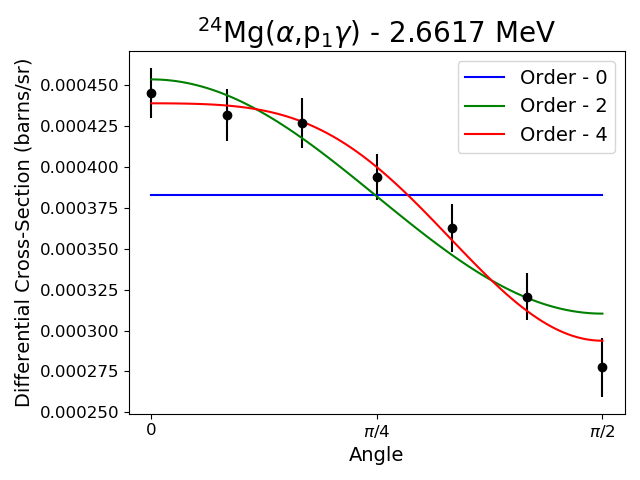 ²⁴Mg(α,p₁γ) - 2.6617 MeV
Differential Cross-Section (barns/sr)
0.000450
0.000425
0.000400
0.000375
0.000350
0.000325
0.000300
0.000275
0.000250
Order - 0
Order - 2
Order - 4
0 π/4 π/2
Angle